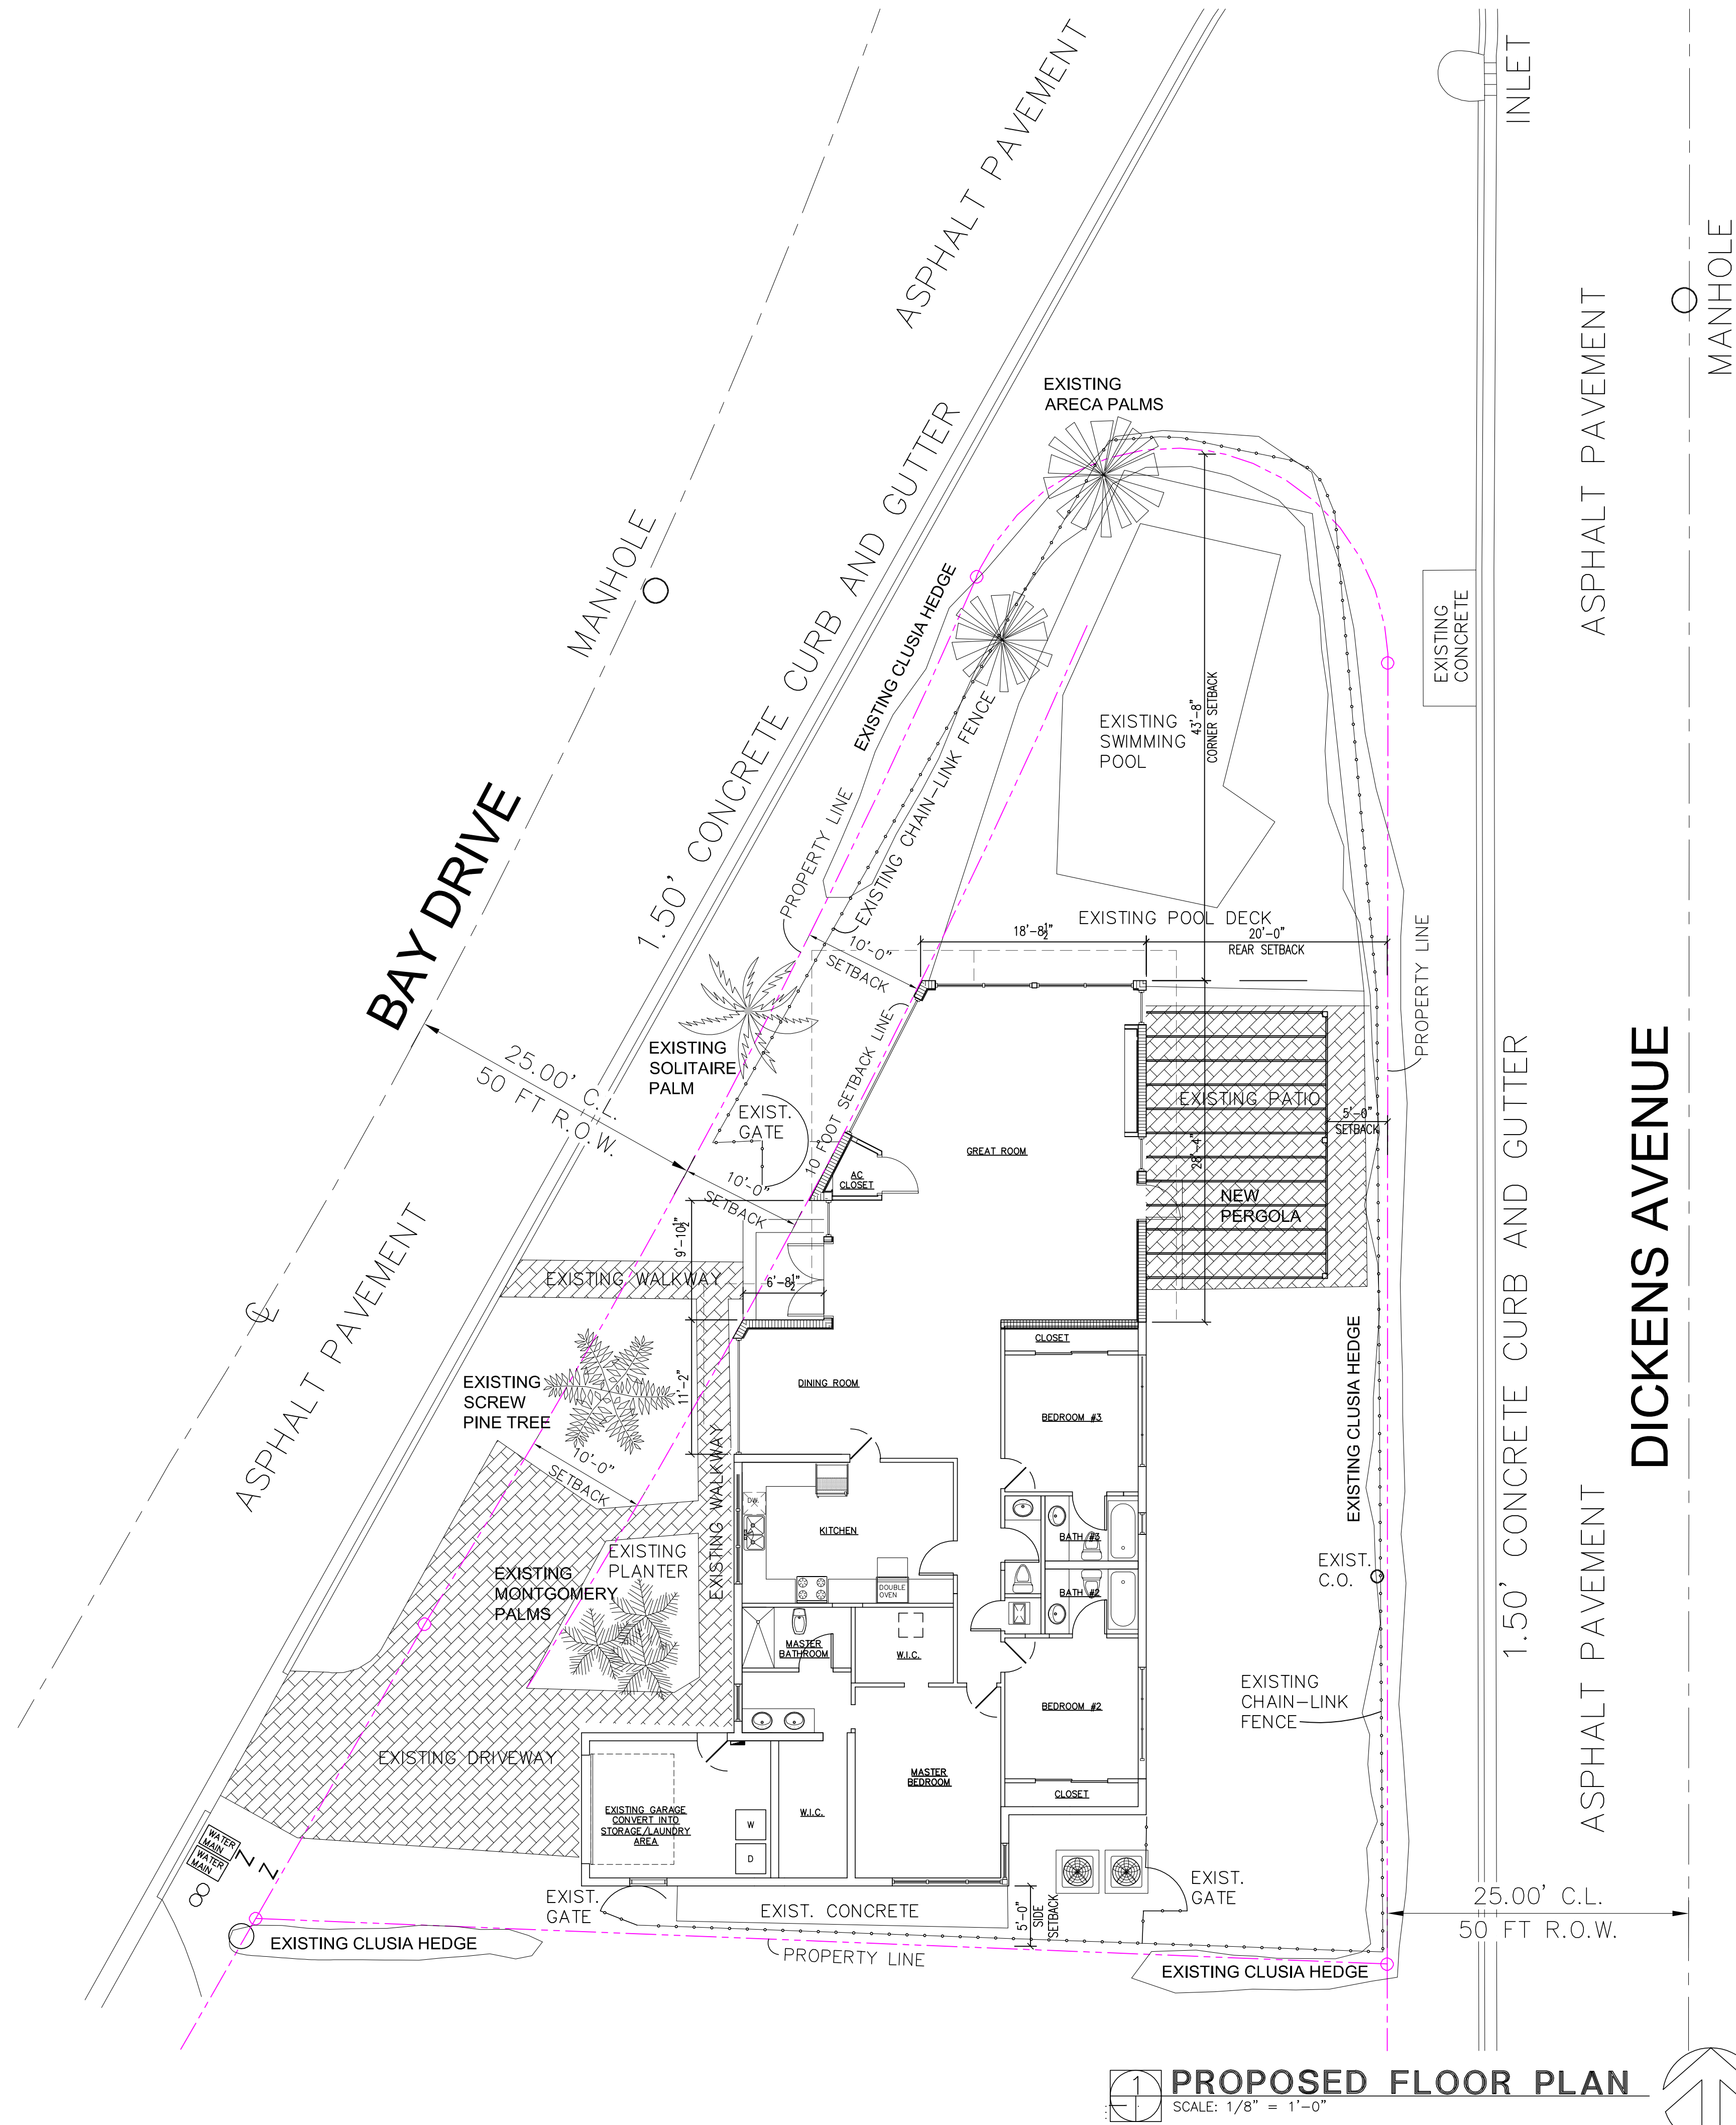 INLET
ASPHALT PAVEMENT
MANHOLE
ASPHALT PAVEMENT
EXISTING
ARECA PALMS
MANHOLE
1.50' CONCRETE CURB AND GUTTER
EXISTING CLUSIA HEDGE
EXISTING
CONCRETE
EXISTING CHAIN-LINK FENCE
PROPERTY LINE
EXISTING
SWIMMING
POOL
43'-8"
CORNER SETBACK
BAY DRIVE
EXISTING POOL DECK
18'-8½"
20'-0"
REAR SETBACK
10'-0"
SETBACK
PROPERTY LINE
EXISTING
SOLITAIRE
PALM
25.00' C.L.
50 FT R.O.W.
EXIST.
GATE
10 FOOT SETBACK LINE
EXISTING PATIO
5'-0"
SETBACK
28'-4"
GREAT ROOM
AC
CLOSET
10'-0"
SETBACK
NEW
PERGOLA
9'-10½"
6'-8½"
EXISTING WALKWAY
DICKENS AVENUE
1.50' CONCRETE CURB AND GUTTER
ASPHALT PAVEMENT
CL
CLOSET
EXISTING
SCREW
PINE TREE
11'-2"
DINING ROOM
BEDROOM #3
EXISTING CLUSIA HEDGE
10'-0"
SETBACK
EXISTING WALKWAY
D.W.
KITCHEN
BATH #3
EXISTING
PLANTER
EXISTING
MONTGOMERY
PALMS
DOUBLE
OVEN
BATH #2
EXIST.
C.O.
MASTER
BATHROOM
W.I.C.
ASPHALT PAVEMENT
EXISTING
CHAIN-LINK
FENCE
BEDROOM #2
EXISTING DRIVEWAY
MASTER
BEDROOM
CLOSET
EXISTING GARAGE
CONVERT INTO
STORAGE/LAUNDRY
AREA
W.I.C.
W
D
WATER
MAIN
WATER
MAIN
EXIST.
GATE
EXIST. CONCRETE
5'-0"
SIDE
SETBACK
EXIST.
GATE
25.00' C.L.
50 FT R.O.W.
EXISTING CLUSIA HEDGE
PROPERTY LINE
EXISTING CLUSIA HEDGE
1
PROPOSED FLOOR PLAN
SCALE: 1/8" = 1'-0"